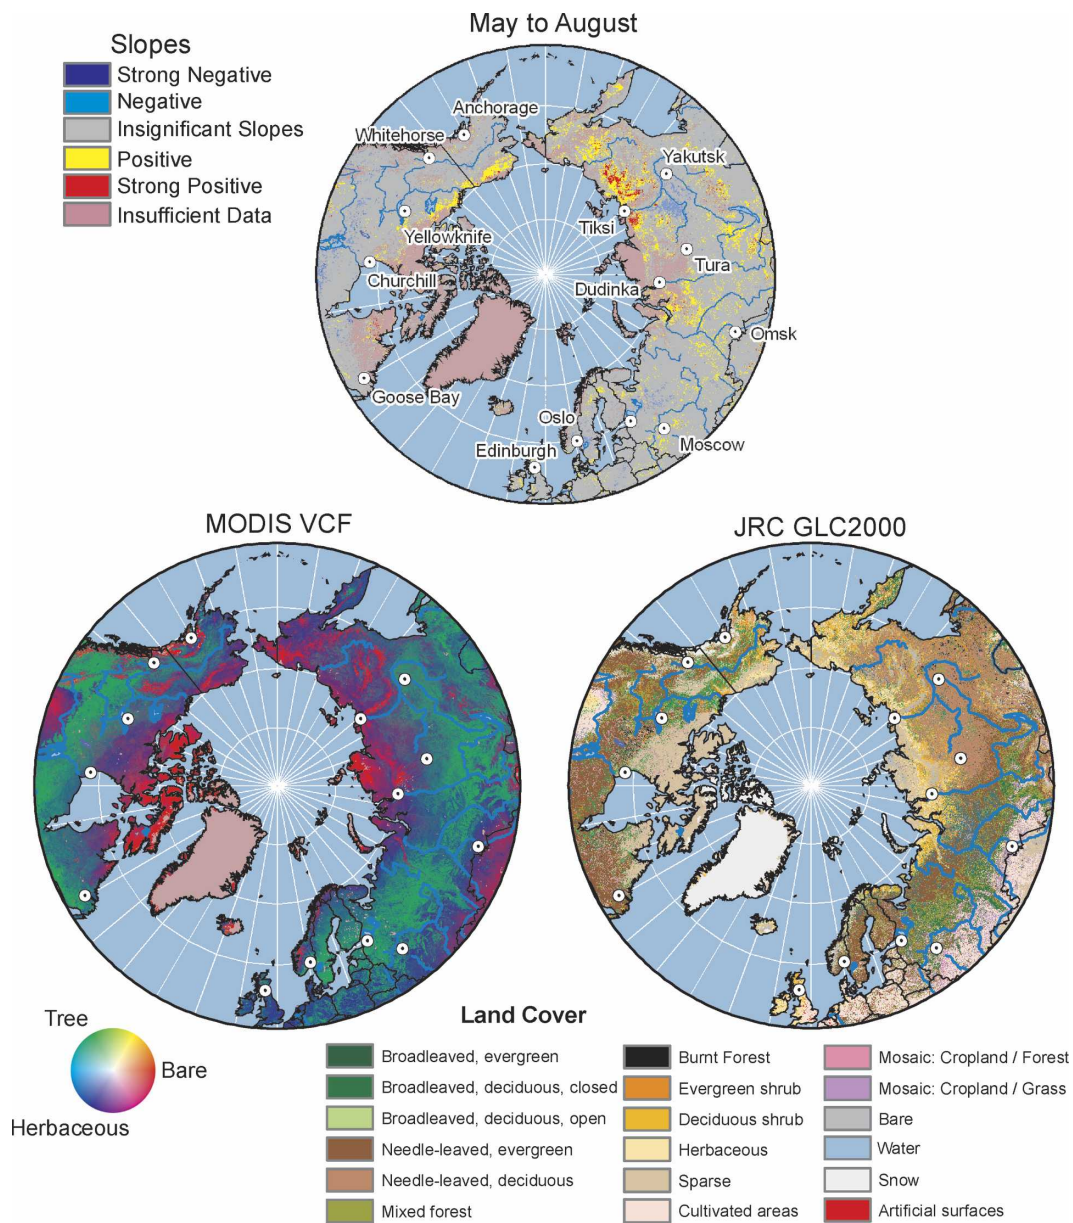 May to August
Slopes
Strong Negative
Negative
Insignificant Slopes
Positive
Strong Positive
Insufficient Data
Anchorage
Whitehorse
Yakutsk
Yellowknife
Tiksi
Tura
Churchill
Dudinka
Omsk
Goose Bay
Oslo
Edinburgh
Moscow
MODIS VCF
JRC GLC2000
Tree
Bare
Herbaceous
Land Cover
Broadleaved, evergreen
Broadleaved, deciduous, closed
Broadleaved, deciduous, open
Needle-leaved, evergreen
Needle-leaved, deciduous
Mixed forest
Burnt Forest
Evergreen shrub
Deciduous shrub
Herbaceous
Sparse
Cultivated areas
Mosaic: Cropland / Forest
Mosaic: Cropland / Grass
Bare
Water
Snow
Artificial surfaces